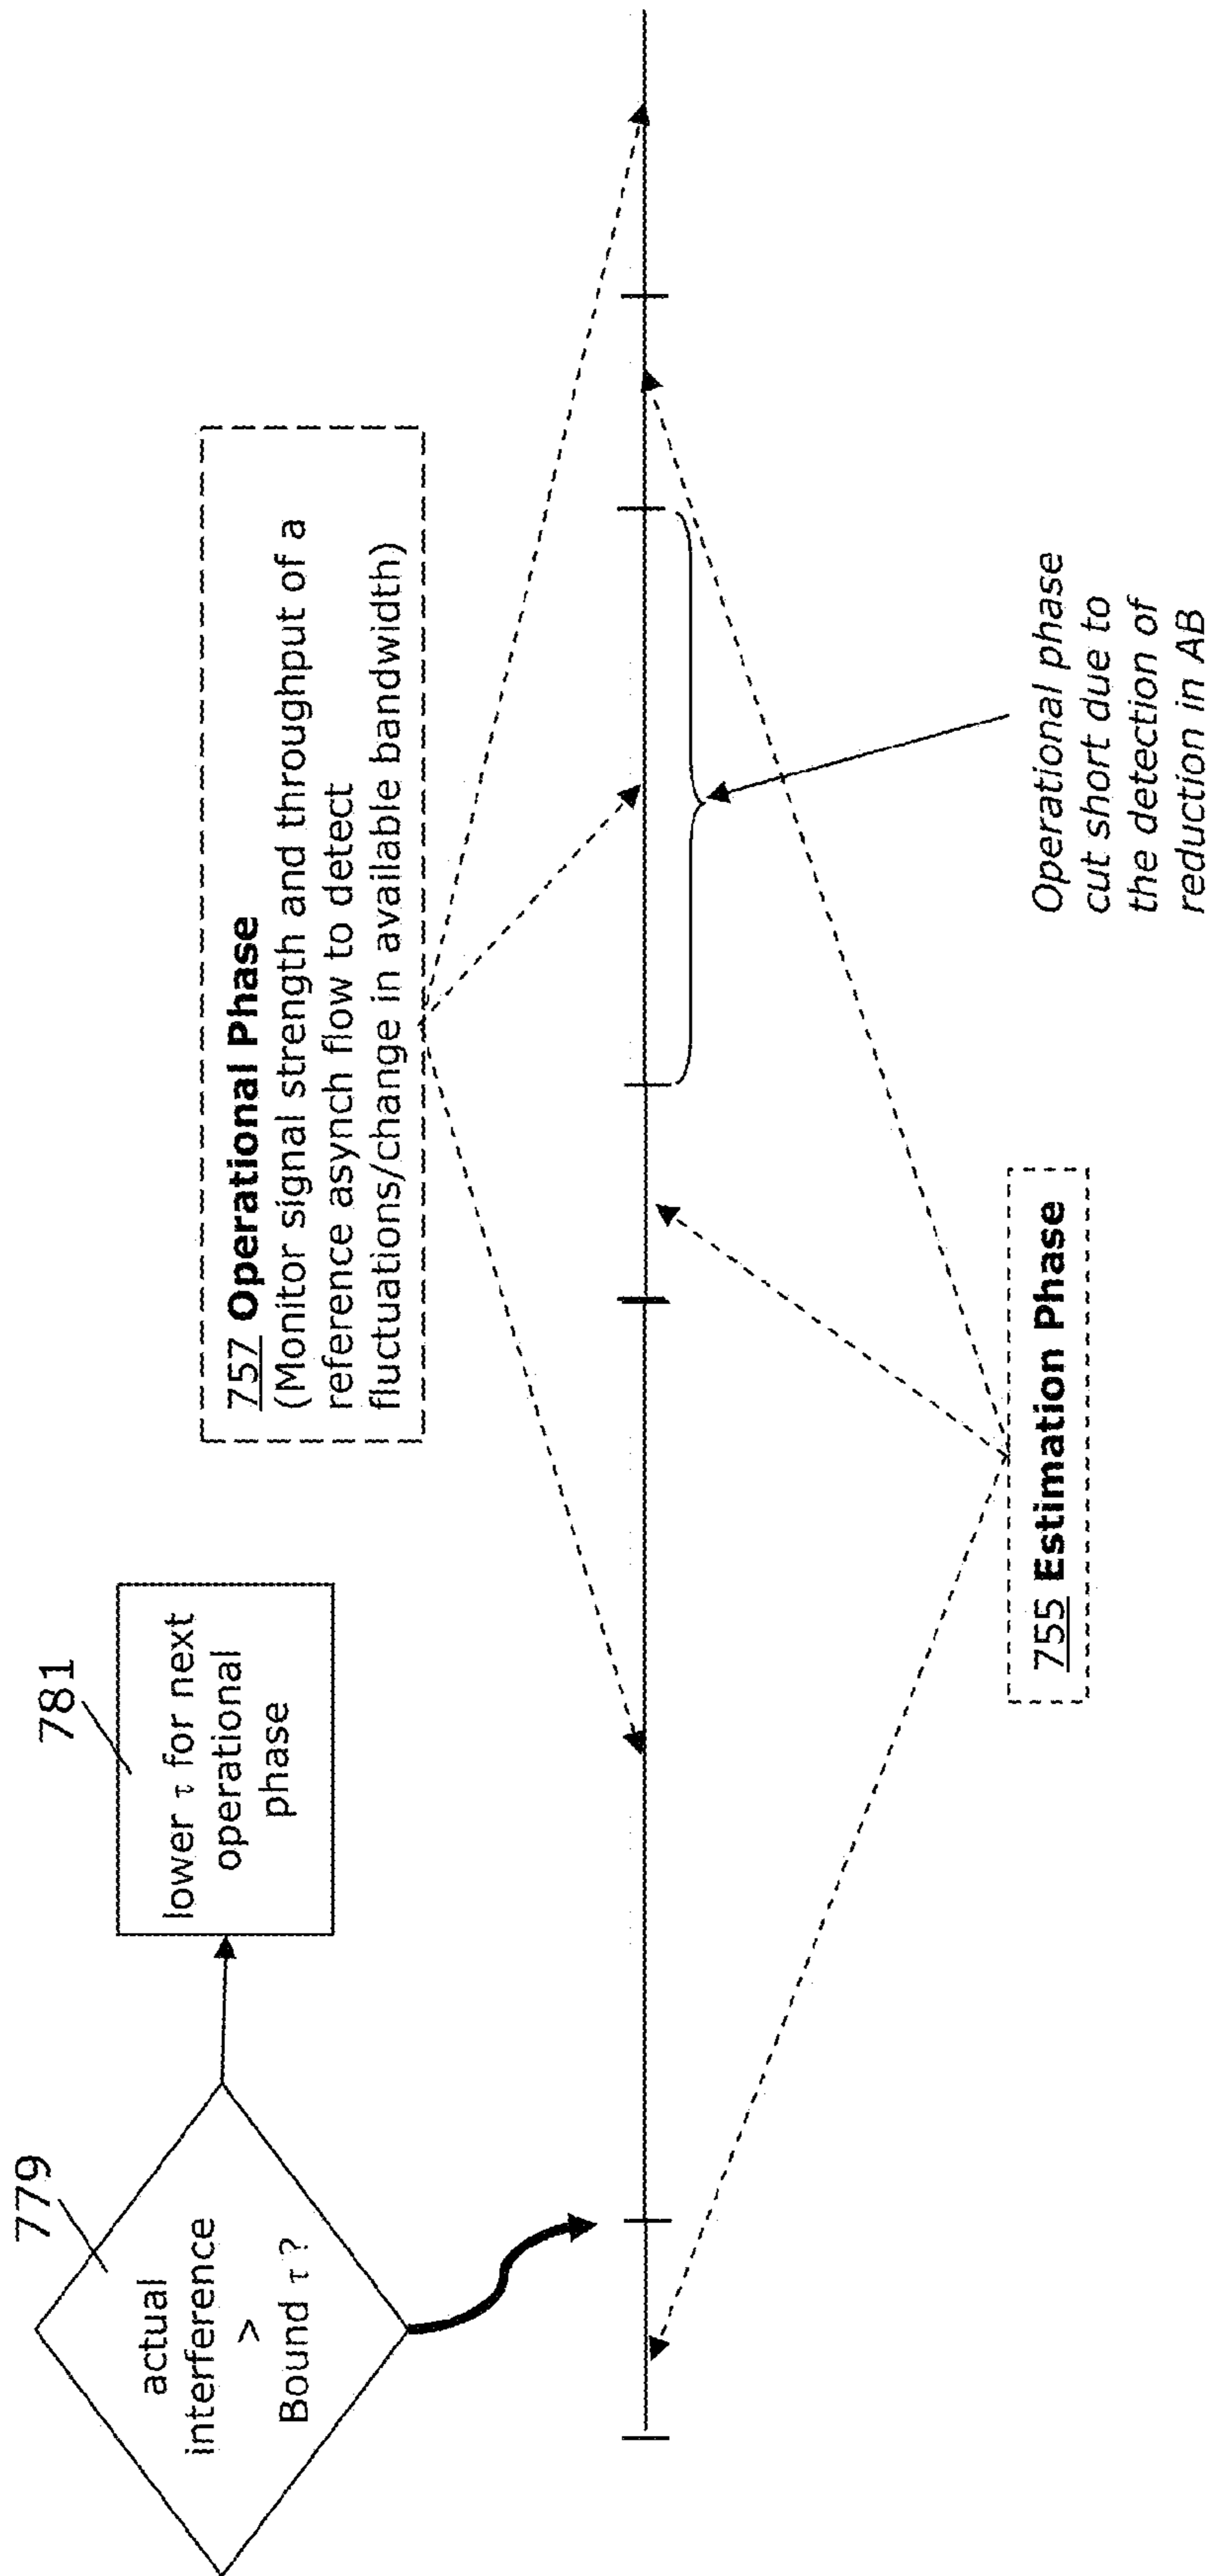 779
actual
interference
>
Bound τ?
781
lower τ for next
operational
phase
757 Operational Phase
(Monitor signal strength and throughput of a
reference asynch flow to detect
fluctuations/change in available bandwidth)
755 Estimation Phase
Operational phase
cut short due to
the detection of
reduction in AB